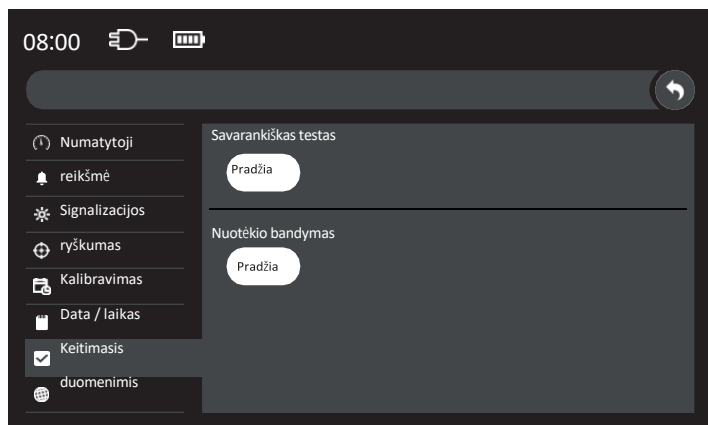 08:00
Numatytoji
reikšmė
Signalizacijos
ryškumas
Kalibravimas
Data / laikas
Keitimasis
duomenimis
Savarankiškas testas
Pradžia
Nuotėkio bandymas
Pradžia